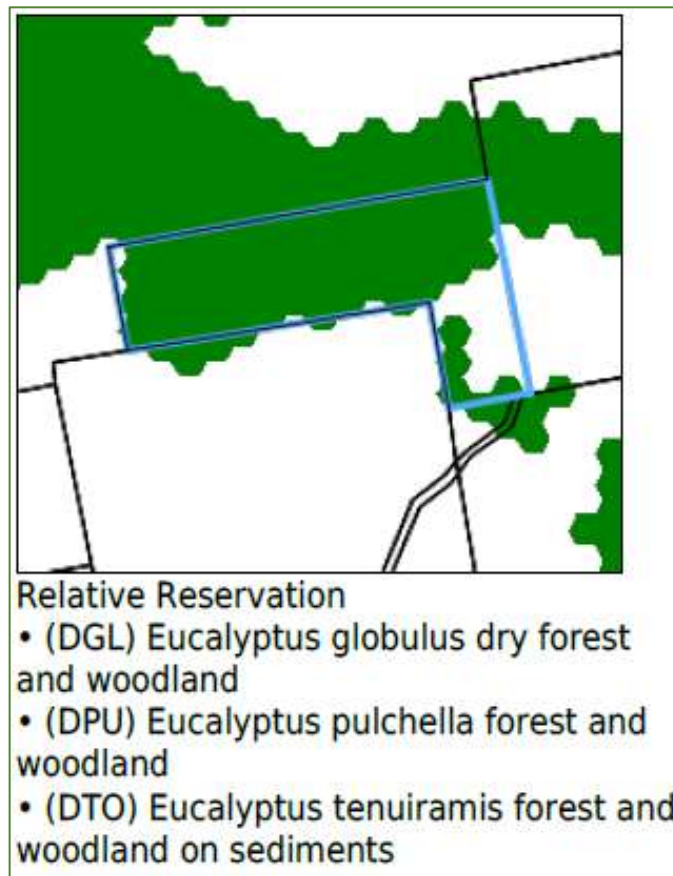 Relative Reservation
• (DGL) Eucalyptus globulus dry forest
and woodland
• (DPU) Eucalyptus pulchella forest and
woodland
• (DTO) Eucalyptus tenuiramis forest and
woodland on sediments